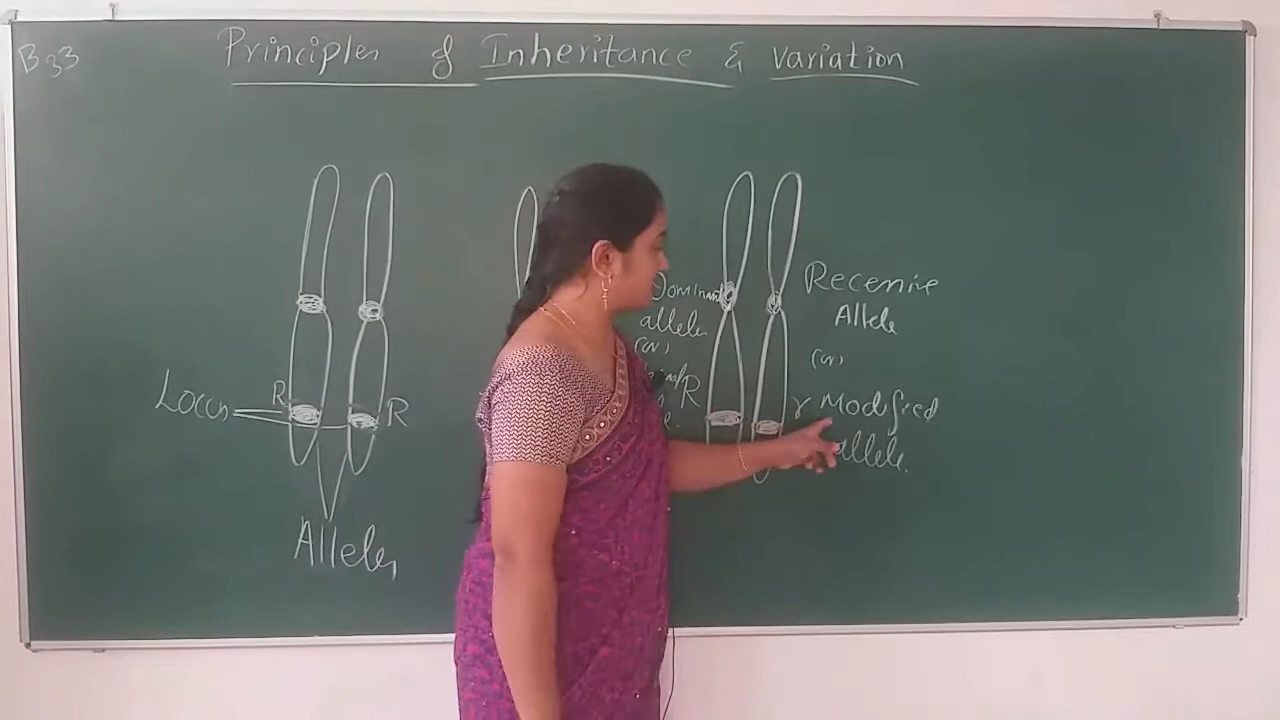 B33
Principles of Inheritance & variation
Dominant
allele
(or)
R
Recessive
Allele
(or)
r Modified
allele.
Locus
R
R
Alleles